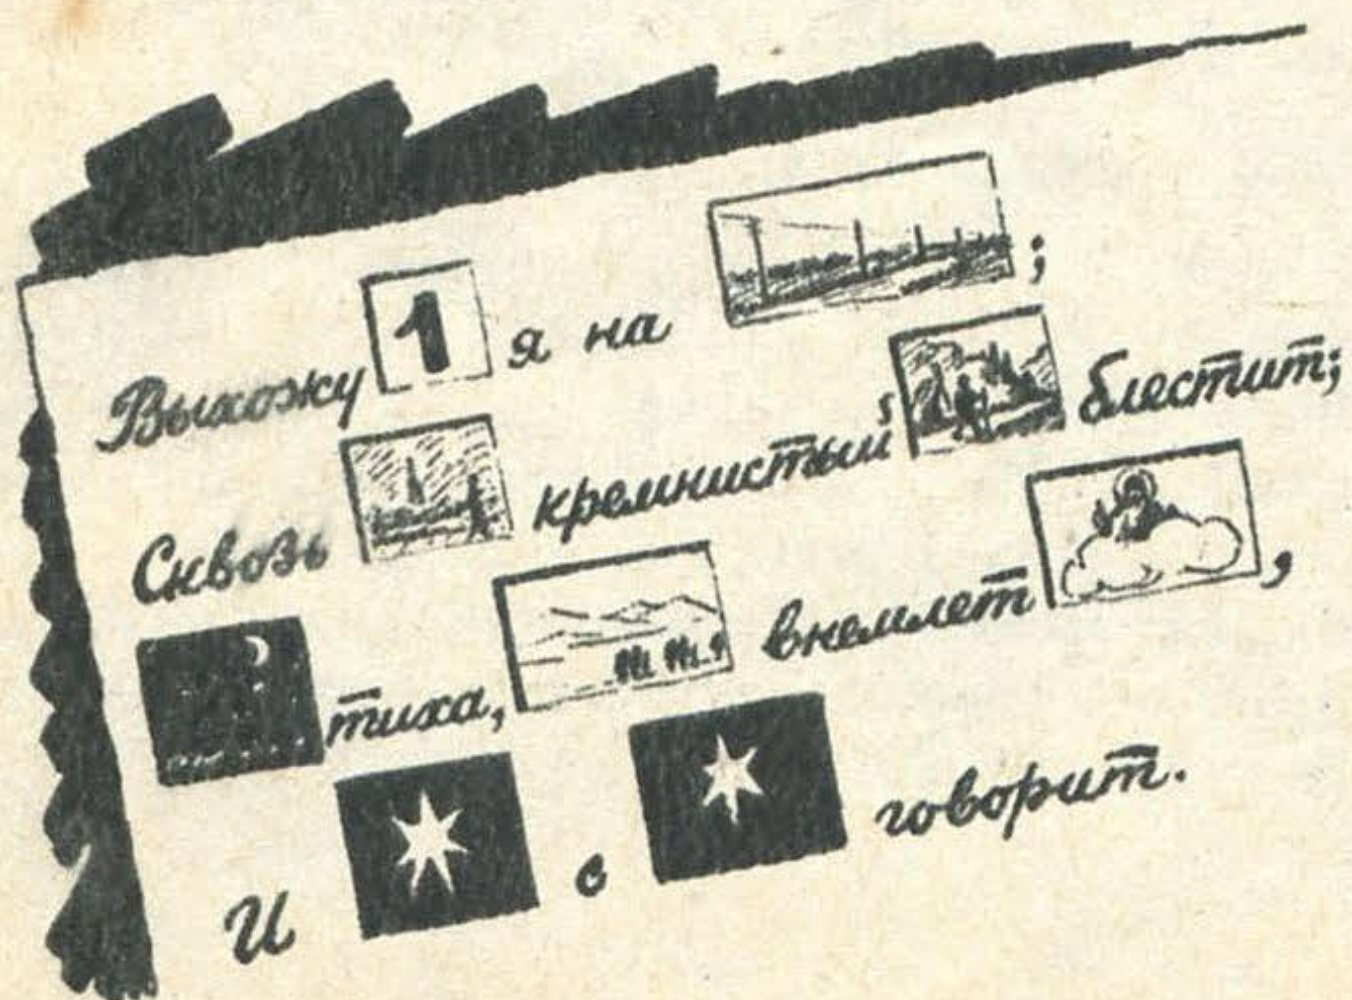 Выхожу 1 я на ;
Сквозь кремнистый блестит;
тиха, внемлет ,
И с говорит.